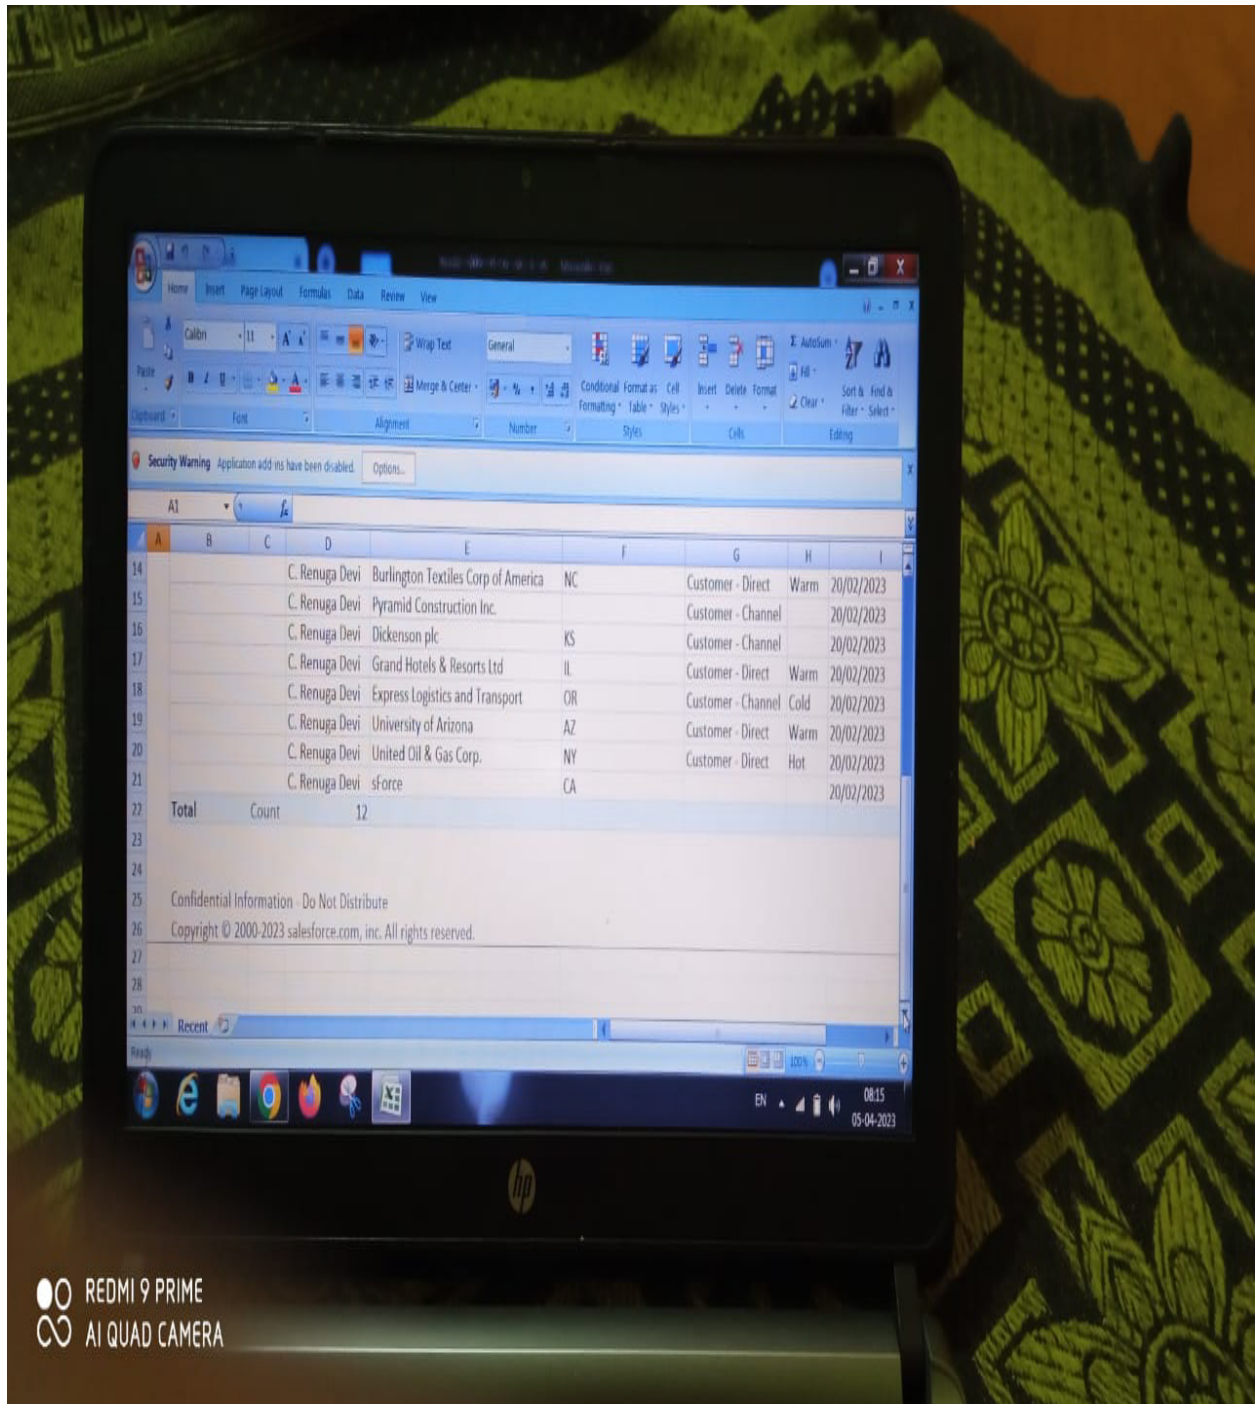 Home Insert Page Layout Formulas Data Review View
Calibri 11 Wrap Text General Σ AutoSum
Fill
Paste B I U Merge & Center % Conditional Format as Cell Insert Delete Format Clear Sort & Find &
Formatting Table Styles Filter Select
Clipboard Font Alignment Number Styles Cells Editing
Security Warning Application add-ins have been disabled. Options...
A1 fx
A B C D E F G H I
14 C. Renuga Devi Burlington Textiles Corp of America NC Customer - Direct Warm 20/02/2023
15 C. Renuga Devi Pyramid Construction Inc. Customer - Channel 20/02/2023
16 C. Renuga Devi Dickenson plc KS Customer - Channel 20/02/2023
17 C. Renuga Devi Grand Hotels & Resorts Ltd IL Customer - Direct Warm 20/02/2023
18 C. Renuga Devi Express Logistics and Transport OR Customer - Channel Cold 20/02/2023
19 C. Renuga Devi University of Arizona AZ Customer - Direct Warm 20/02/2023
20 C. Renuga Devi United Oil & Gas Corp. NY Customer - Direct Hot 20/02/2023
21 C. Renuga Devi sForce CA 20/02/2023
22 Total Count 12
23
24
25 Confidential Information - Do Not Distribute
26 Copyright © 2000-2023 salesforce.com, inc. All rights reserved.
27
28
Recent
Ready 100%
EN 08:15
05-04-2023
hp
REDMI 9 PRIME
AI QUAD CAMERA